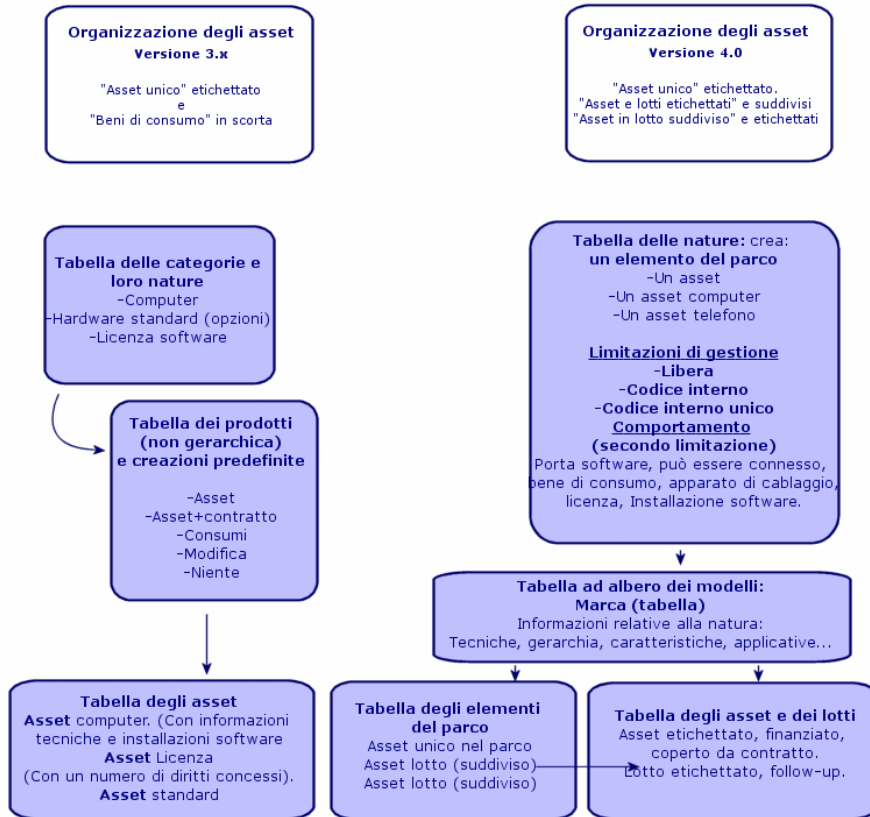 Organizzazione degli asset
Versione 3.x
"Asset unico" etichettato
e
"Beni di consumo" in scorta
Organizzazione degli asset
Versione 4.0
"Asset unico" etichettato.
"Asset e lotti etichettati" e suddivisi
"Asset in lotto suddiviso" e etichettati
Tabella delle categorie e
loro nature
-Computer
-Hardware standard (opzioni)
-Licenza software
Tabella dei prodotti
(non gerarchica)
e creazioni predefinite
-Asset
-Asset+contratto
-Consumi
-Modifica
-Niente
Tabella degli asset
Asset computer. (Con informazioni
tecniche e installazioni software
Asset Licenza
(Con un numero di diritti concessi).
Asset standard
Tabella delle nature: crea:
un elemento del parco
-Un asset
-Un asset computer
-Un asset telefono
Limitazioni di gestione
-Libera
-Codice interno
-Codice interno unico
Comportamento
(secondo limitazione)
Porta software, può essere connesso,
bene di consumo, apparato di cablaggio,
licenza, Installazione software.
Tabella ad albero dei modelli:
Marca (tabella)
Informazioni relative alla natura:
Tecniche, gerarchia, caratteristiche, applicative...
Tabella degli elementi
del parco
Asset unico nel parco
Asset lotto (suddiviso)
Asset lotto (suddiviso)
Tabella degli asset e dei lotti
Asset etichettato, finanziato,
coperto da contratto.
Lotto etichettato, follow-up.